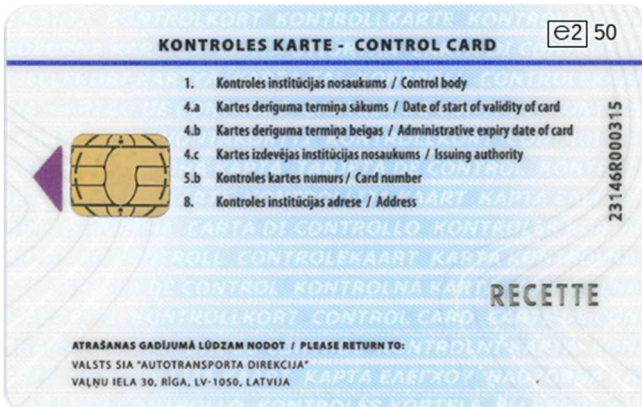 KONTROLES KARTE - CONTROL CARD
e2 50
1. Kontroles institūcijas nosaukums / Control body
4.a Kartes derīguma termiņa sākums / Date of start of validity of card
4.b Kartes derīguma termiņa beigas / Administrative expiry date of card
4.c Kartes izdevējas institūcijas nosaukums / Issuing authority
5.b Kontroles kartes numurs / Card number
8. Kontroles institūcijas adrese / Address
23146R000315
RECETTE
ATRAŠANAS GADĪJUMĀ LŪDZAM NODOT / PLEASE RETURN TO:
VALSTS SIA "AUTOTRANSPORTA DIREKCIJA"
VAĻŅU IELA 30, RĪGA, LV-1050, LATVIJA